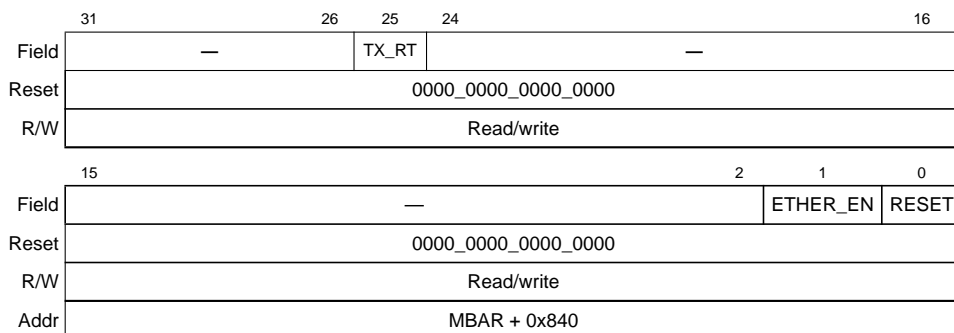 31 26 25 24 16
Field — TX_RT —
Reset 0000_0000_0000_0000
R/W Read/write
15 2 1 0
Field — ETHER_EN RESET
Reset 0000_0000_0000_0000
R/W Read/write
Addr MBAR + 0x840